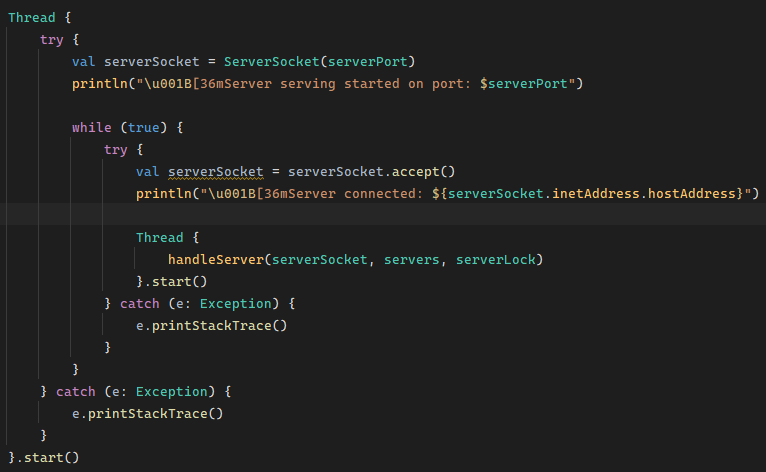 Thread {
    try {
        val serverSocket = ServerSocket(serverPort)
        println("\u001B[36mServer serving started on port: $serverPort")

        while (true) {
            try {
                val serverSocket = serverSocket.accept()
                println("\u001B[36mServer connected: ${serverSocket.inetAddress.hostAddress}")

                Thread {
                    handleServer(serverSocket, servers, serverLock)
                }.start()
            } catch (e: Exception) {
                e.printStackTrace()
            }
        }
    } catch (e: Exception) {
        e.printStackTrace()
    }
}.start()